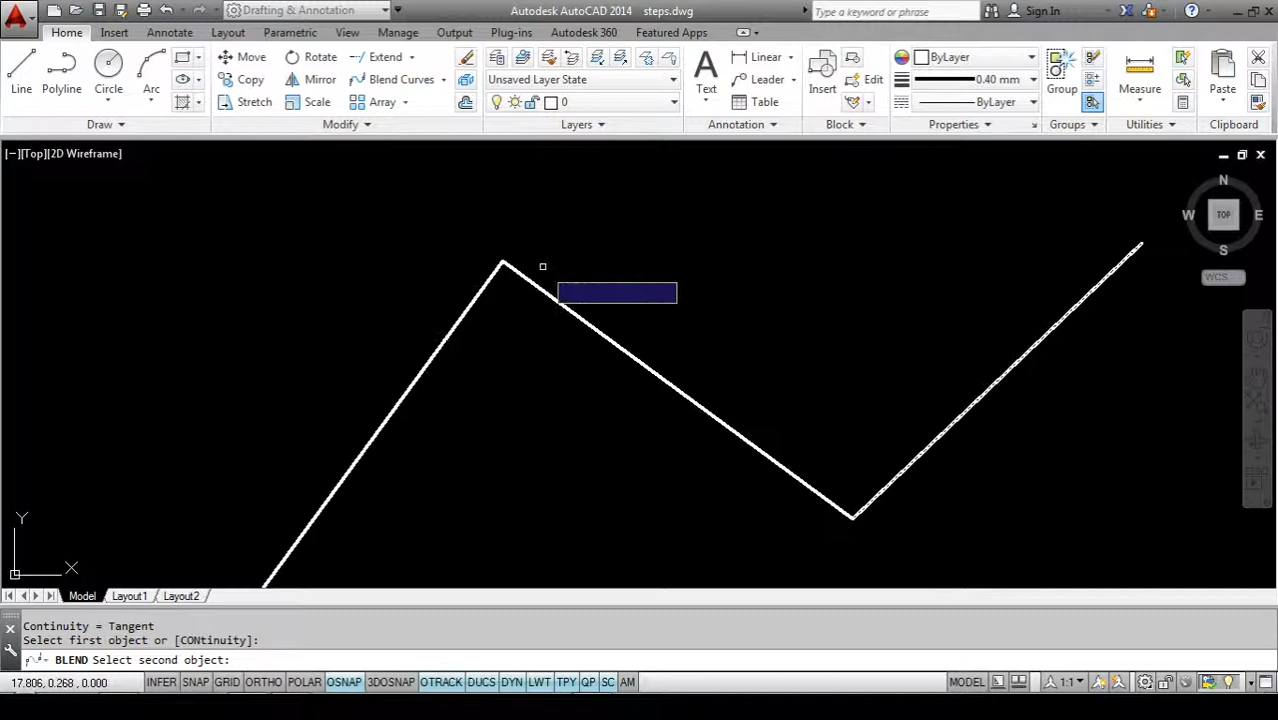 Drafting & Annotation
Autodesk AutoCAD 2014 steps.dwg
Type a keyword or phrase
Sign In
Home Insert Annotate Layout Parametric View Manage Output Plug-ins Autodesk 360 Featured Apps
Line Polyline Circle Arc
Move Rotate Extend
Copy Mirror Blend Curves
Stretch Scale Array
Unsaved Layer State
0
Text
Linear
Leader
Table
Insert
Edit
ByLayer
0.40 mm
ByLayer
Group
Measure
Paste
Draw Modify Layers Annotation Block Properties Groups Utilities Clipboard
[−][Top][2D Wireframe]
N
W TOP E
S
WCS
Y
X
Model Layout1 Layout2
Continuity = Tangent
Select first object or [CONtinuity]:
BLEND Select second object:
17.806, 0.268, 0.000 INFER SNAP GRID ORTHO POLAR OSNAP 3DOSNAP OTRACK DUCS DYN LWT TPY QP SC AM MODEL 1:1